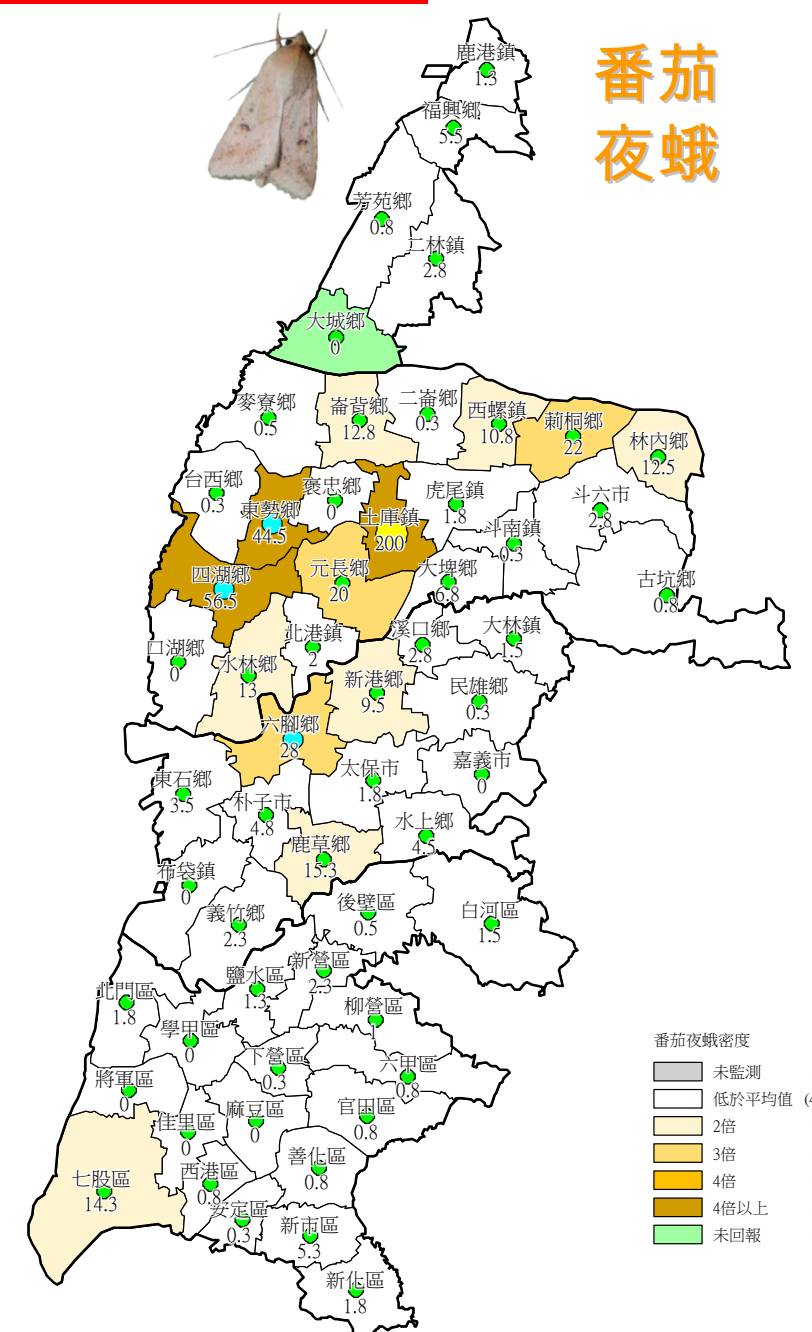 番茄
夜蛾
鹿港鎮
1.3
福興鄉
5.5
芳苑鄉
0.8
二林鎮
2.8
大城鄉
0
麥寮鄉
0.5
崙背鄉
12.8
二崙鄉
0.3
西螺鎮
10.8
莿桐鄉
22
林內鄉
12.5
台西鄉
0.3
東勢鄉
44.5
褒忠鄉
0
土庫鎮
200
虎尾鎮
1.8
斗南鎮
0.3
斗六市
2.8
四湖鄉
56.5
元長鄉
20
大埤鄉
6.8
古坑鄉
0.8
口湖鄉
0
水林鄉
13
北港鎮
2
溪口鄉
2.8
大林鎮
1.5
新港鄉
9.5
民雄鄉
0.3
六腳鄉
28
東石鄉
3.5
朴子市
4.8
太保市
1.8
嘉義市
0
水上鄉
4.5
鹿草鄉
15.3
布袋鎮
0
義竹鄉
2.3
後壁區
0.5
白河區
1.5
新營區
2.3
鹽水區
1.3
北門區
1.8
學甲區
0
柳營區
1
下營區
0.3
六甲區
0.8
將軍區
0
佳里區
0
麻豆區
0
官田區
0.8
七股區
14.3
西港區
0.8
善化區
0.8
安定區
0.3
新市區
5.3
新化區
1.8
番茄夜蛾密度
未監測
低於平均值 (4
2倍
3倍
4倍
4倍以上
未回報